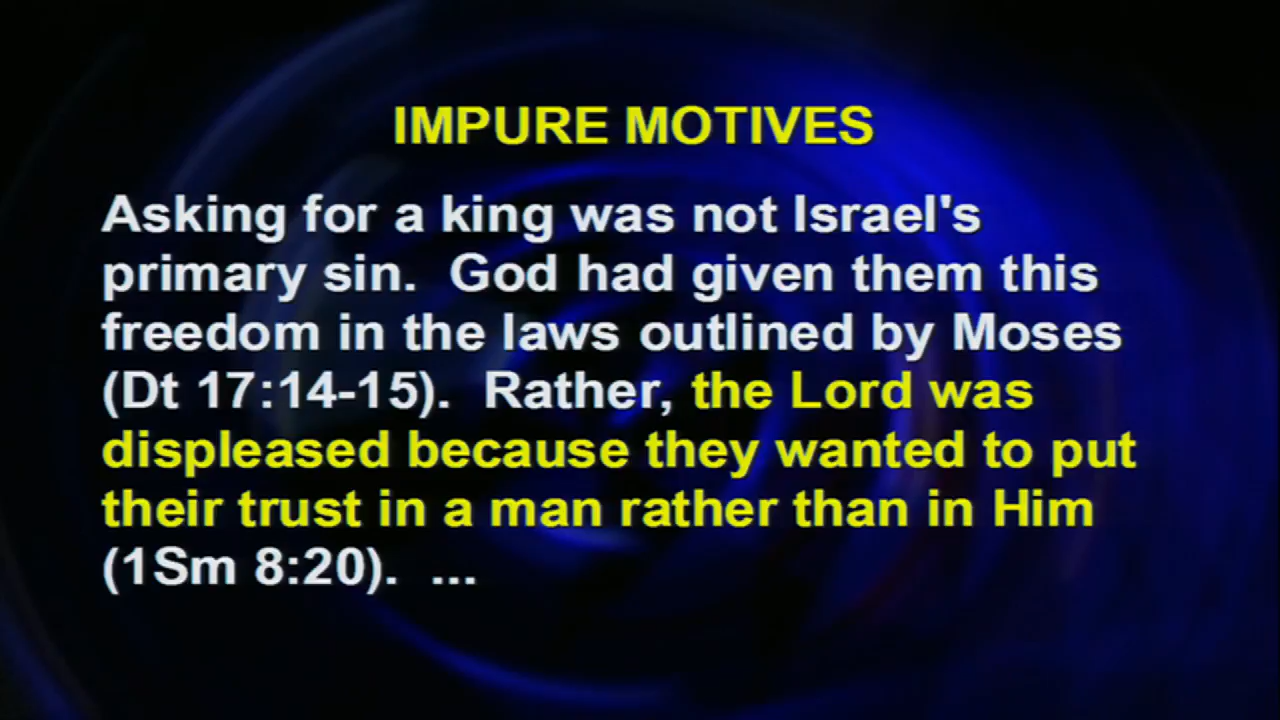 IMPURE MOTIVES
Asking for a king was not Israel's
primary sin.  God had given them this
freedom in the laws outlined by Moses
(Dt 17:14-15).  Rather, the Lord was
displeased because they wanted to put
their trust in a man rather than in Him
(1Sm 8:20).  ...